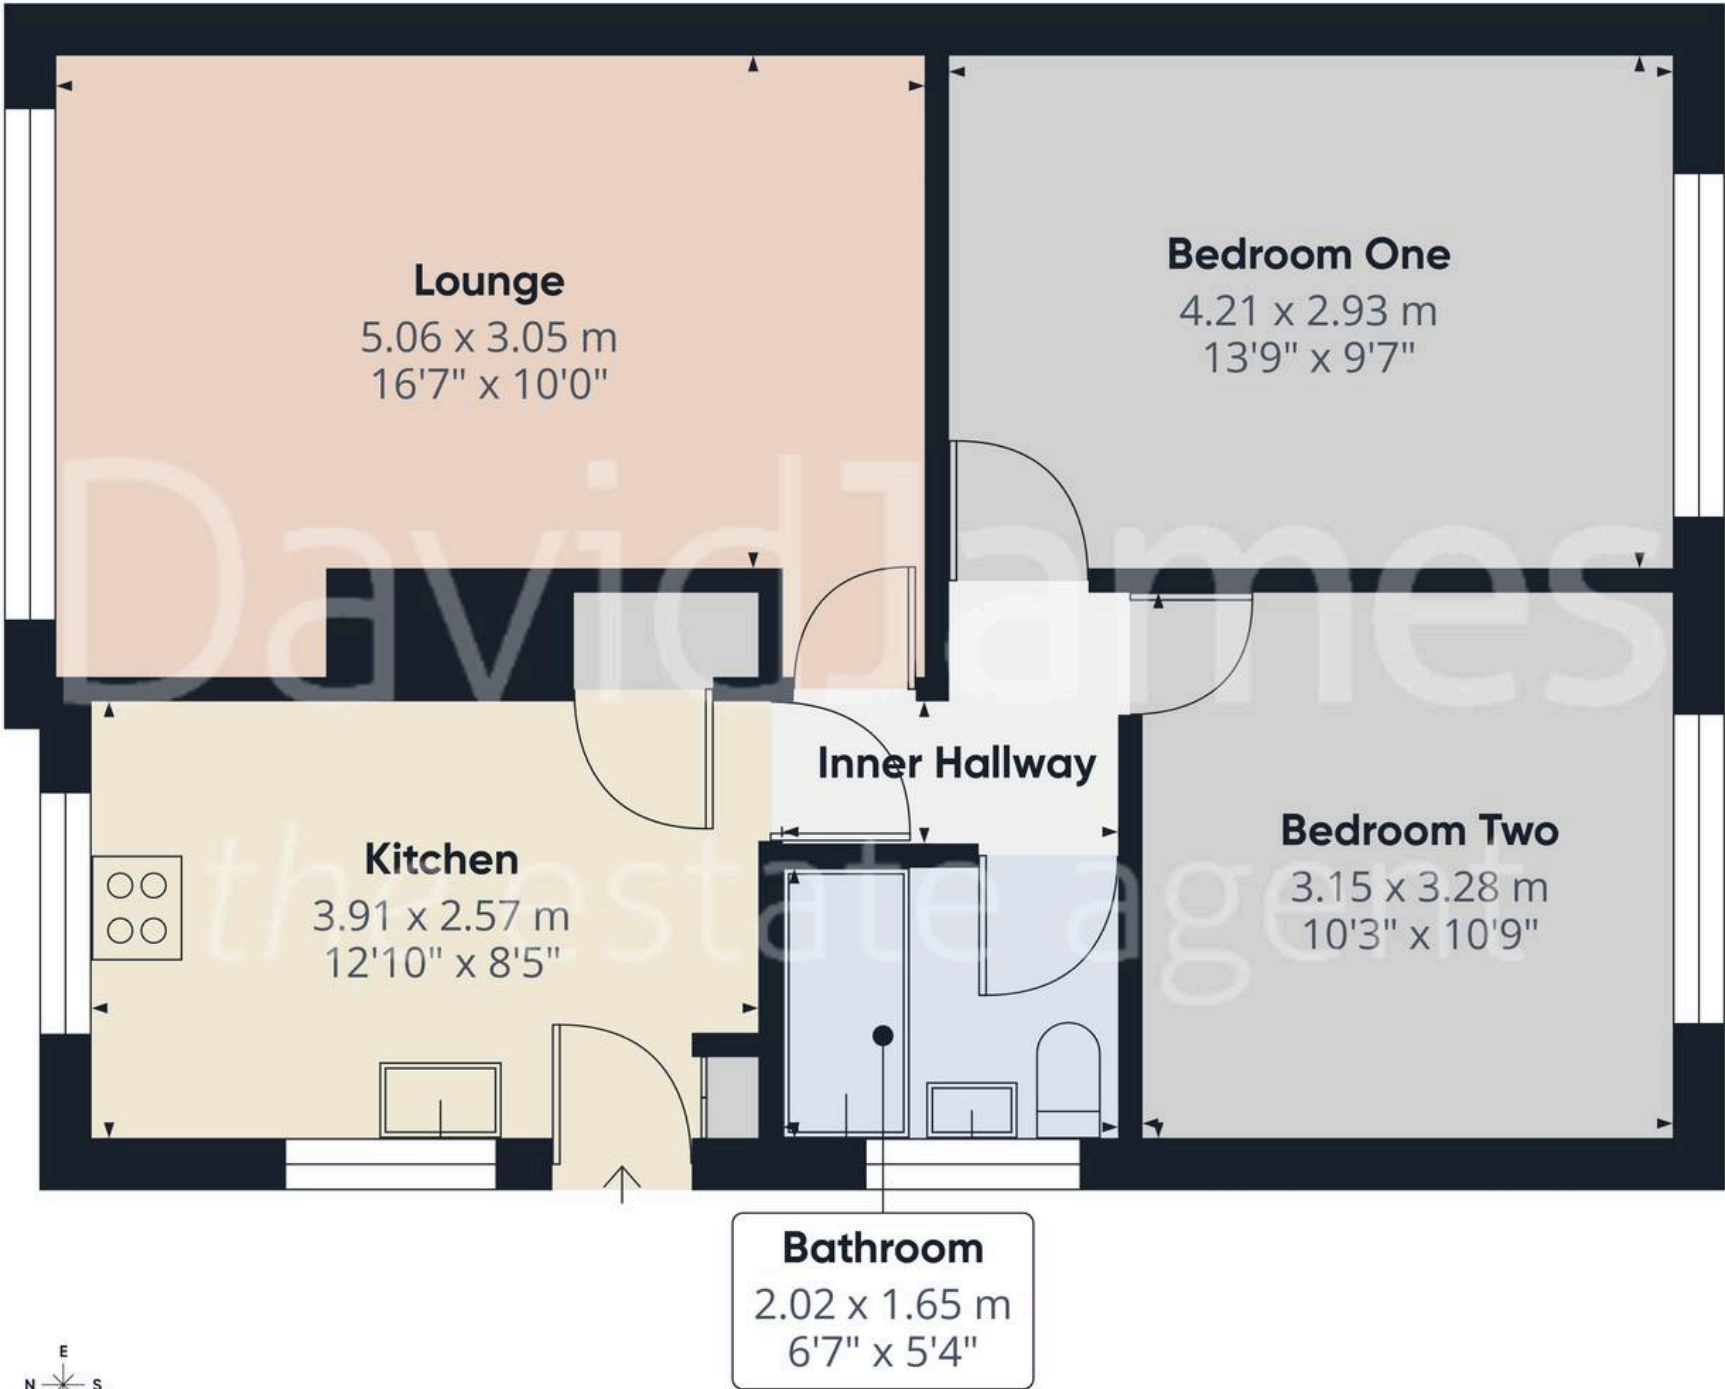 Lounge
5.06 x 3.05 m
16'7" x 10'0"
Bedroom One
4.21 x 2.93 m
13'9" x 9'7"
DavidJames
the estate agent
Inner Hallway
Kitchen
3.91 x 2.57 m
12'10" x 8'5"
Bedroom Two
3.15 x 3.28 m
10'3" x 10'9"
Bathroom
2.02 x 1.65 m
6'7" x 5'4"
E
N S